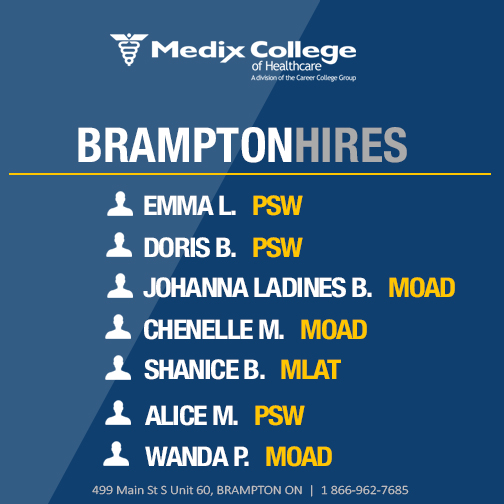 Medix College
of Healthcare
A division of the Career College Group
BRAMPTONHIRES
EMMA L. PSW
DORIS B. PSW
JOHANNA LADINES B. MOAD
CHENELLE M. MOAD
SHANICE B. MLAT
ALICE M. PSW
WANDA P. MOAD
499 Main St S Unit 60, BRAMPTON ON | 1 866-962-7685